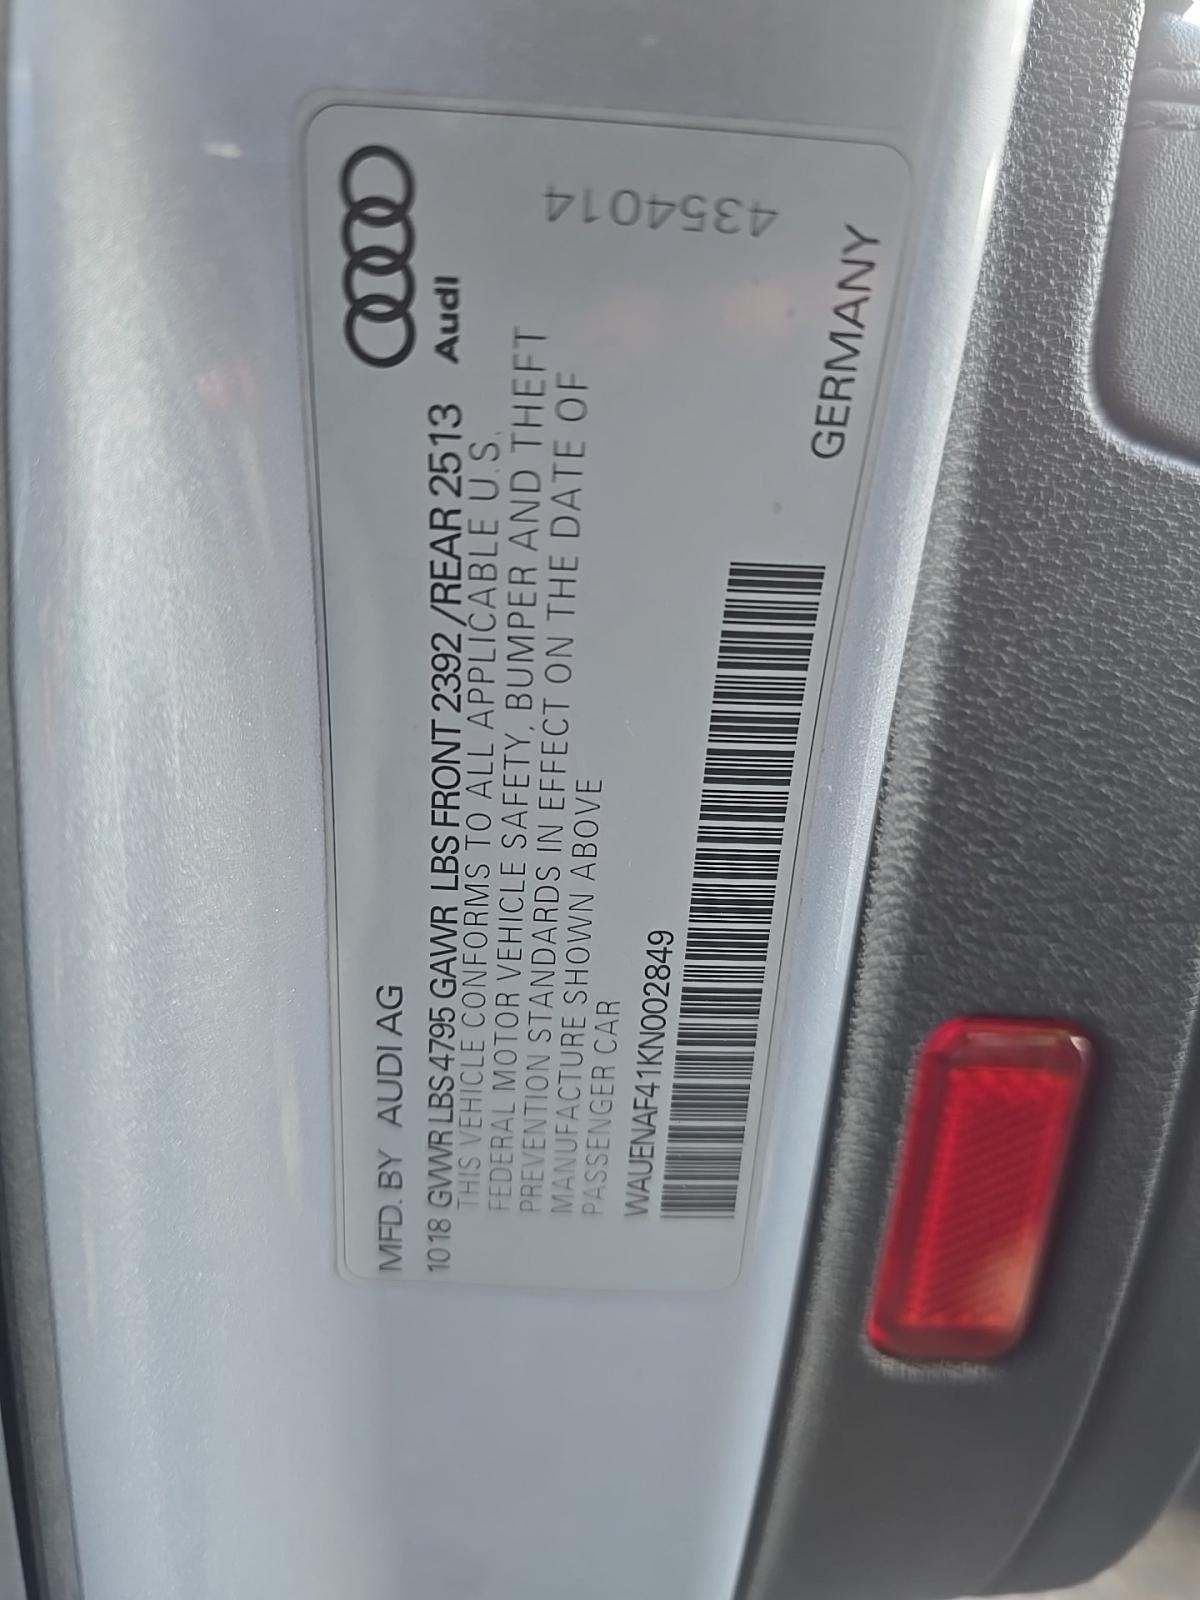 MFD. BY AUDI AG
Audi
1018 GVWR LBS 4795 GAWR LBS FRONT 2392 /REAR 2513
THIS VEHICLE CONFORMS TO ALL APPLICABLE U.S.
FEDERAL MOTOR VEHICLE SAFETY, BUMPER AND THEFT
PREVENTION STANDARDS IN EFFECT ON THE DATE OF
MANUFACTURE SHOWN ABOVE
PASSENGER CAR
WAUENAF41KN002849
4354014
GERMANY